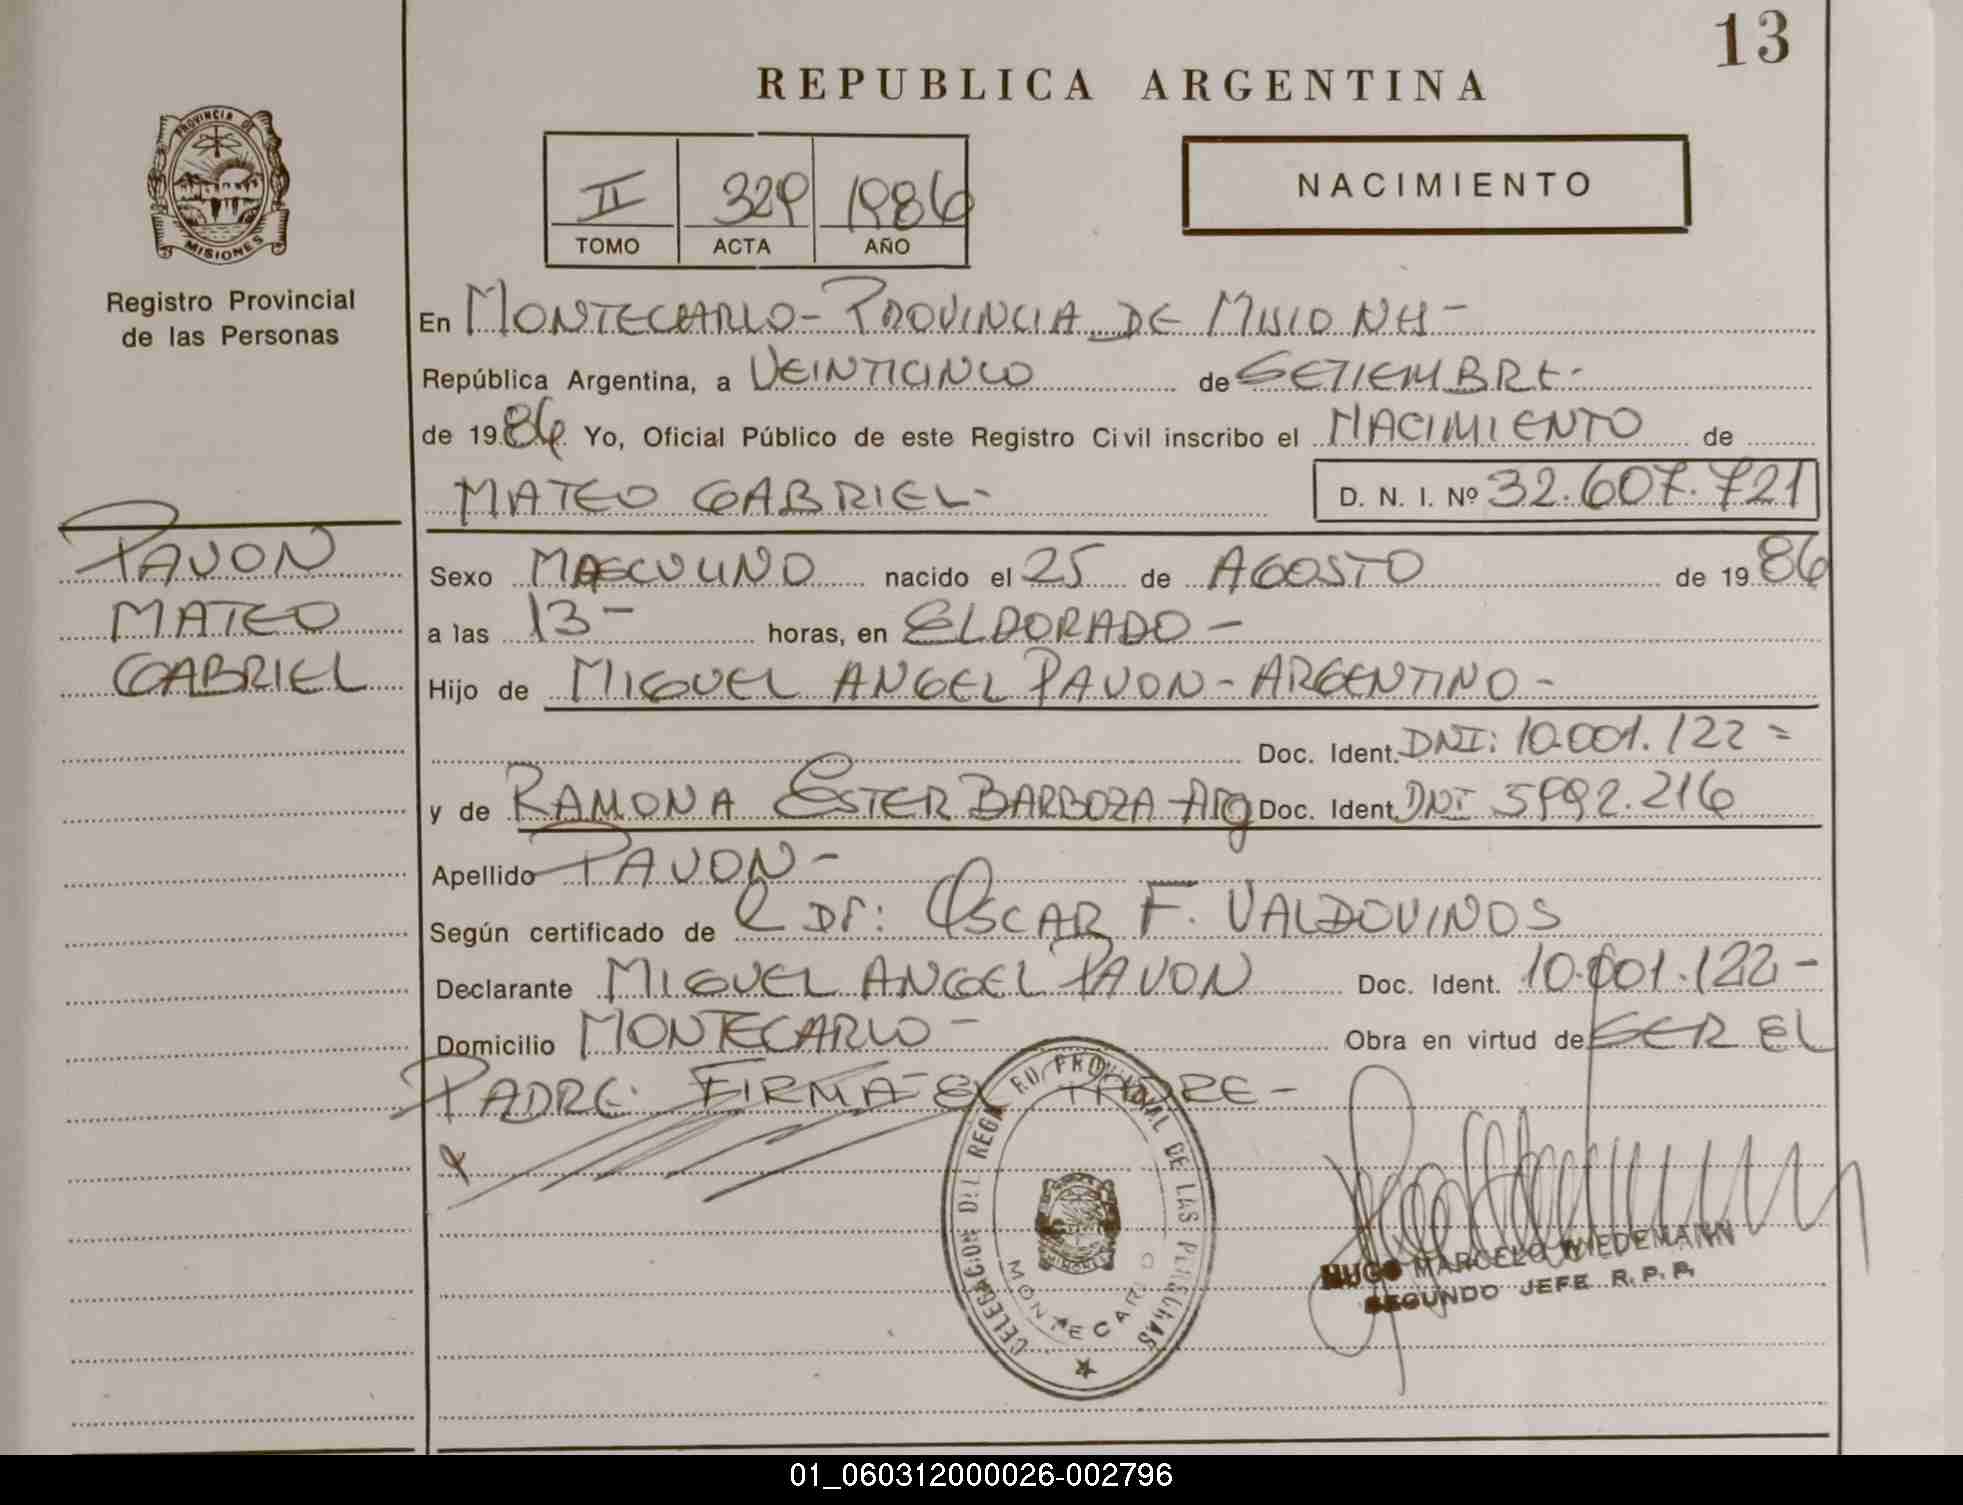 13
REPUBLICA ARGENTINA
PROVINCIA DE
MISIONES
Registro Provincial
de las Personas
II 329 1986
TOMO ACTA AÑO
NACIMIENTO
En MONTECARLO - PROVINCIA DE MISIONES -
República Argentina, a VEINTICINCO de SETIEMBRE -
de 1986 Yo, Oficial Público de este Registro Civil inscribo el NACIMIENTO de
MATEO GABRIEL - D. N. I. Nº 32.607.721
PAVON
MATEO
GABRIEL
Sexo MASCULINO nacido el 25 de AGOSTO de 1986
a las 13 - horas, en ELDORADO -
Hijo de MIGUEL ANGEL PAVON - ARGENTINO -
Doc. Ident. DNI: 10.001.122 =
y de RAMONA ESTER BARBOZA - Arg Doc. Ident. DNI 5992.216
Apellido PAVON -
Según certificado de Dr: OSCAR F. VALDOVINOS
Declarante MIGUEL ANGEL PAVON Doc. Ident. 10.001.122 -
Domicilio MONTECARLO - Obra en virtud de SER EL
PADRE. FIRMA EL PADRE -
DELEGACION DEL REGISTRO PROVINCIAL DE LAS PERSONAS
MISIONES
MONTECARLO
HUGO MARCELO WIEDEMANN
SEGUNDO JEFE R. P. P.
01_060312000026-002796